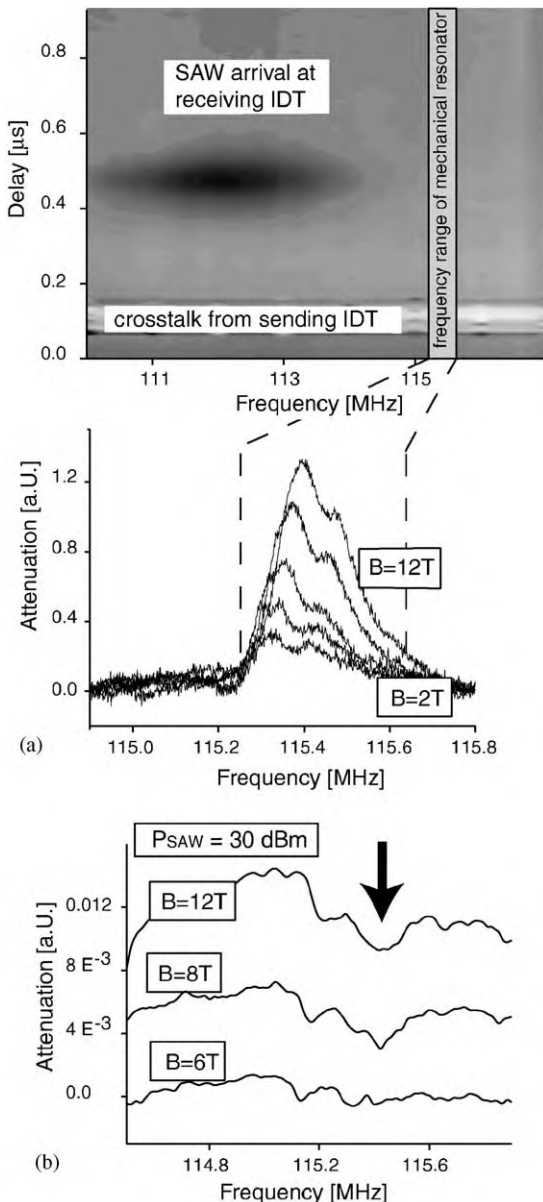 SAW arrival at
receiving IDT
crosstalk from sending IDT
frequency range of mechanical resonator
Delay [µs]
0.8
0.6
0.4
0.2
0.0
111
113
115
Frequency [MHz]
Attenuation [a.U.]
1.2
0.8
0.4
0.0
B=12T
B=2T
115.0
115.2
115.4
115.6
115.8
(a)
Frequency [MHz]
PSAW = 30 dBm
Attenuation [a.U.]
0.012
8 E-3
4 E-3
0.0
B=12T
B=8T
B=6T
114.8
115.2
115.6
(b)
Frequency [MHz]